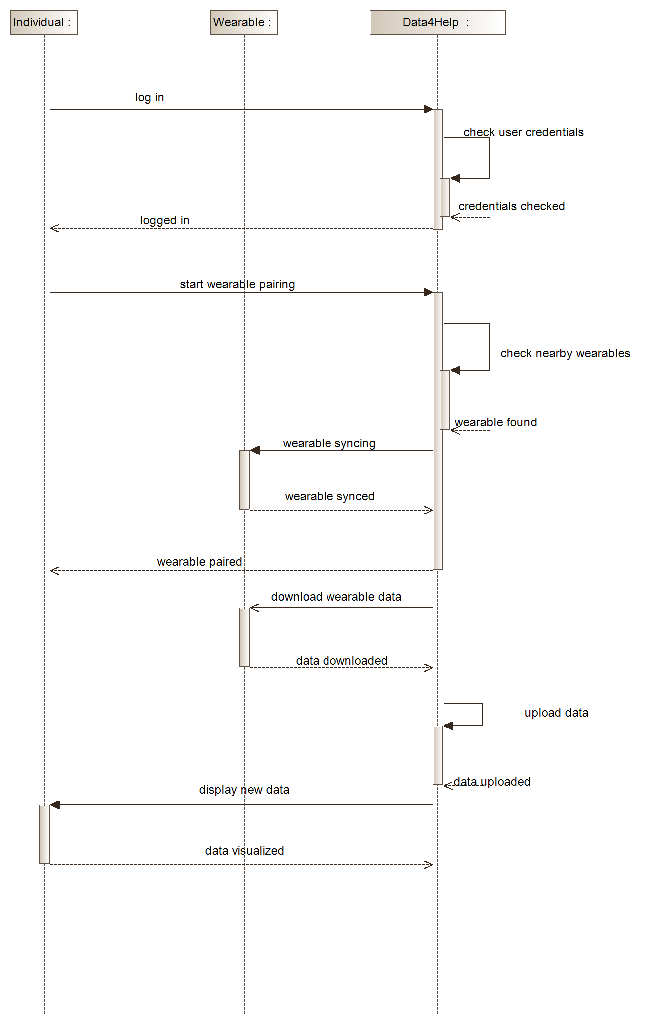 Individual :
Wearable :
Data4Help :
log in
check user credentials
credentials checked
logged in
start wearable pairing
check nearby wearables
wearable found
wearable syncing
wearable synced
wearable paired
download wearable data
data downloaded
upload data
data uploaded
display new data
data visualized